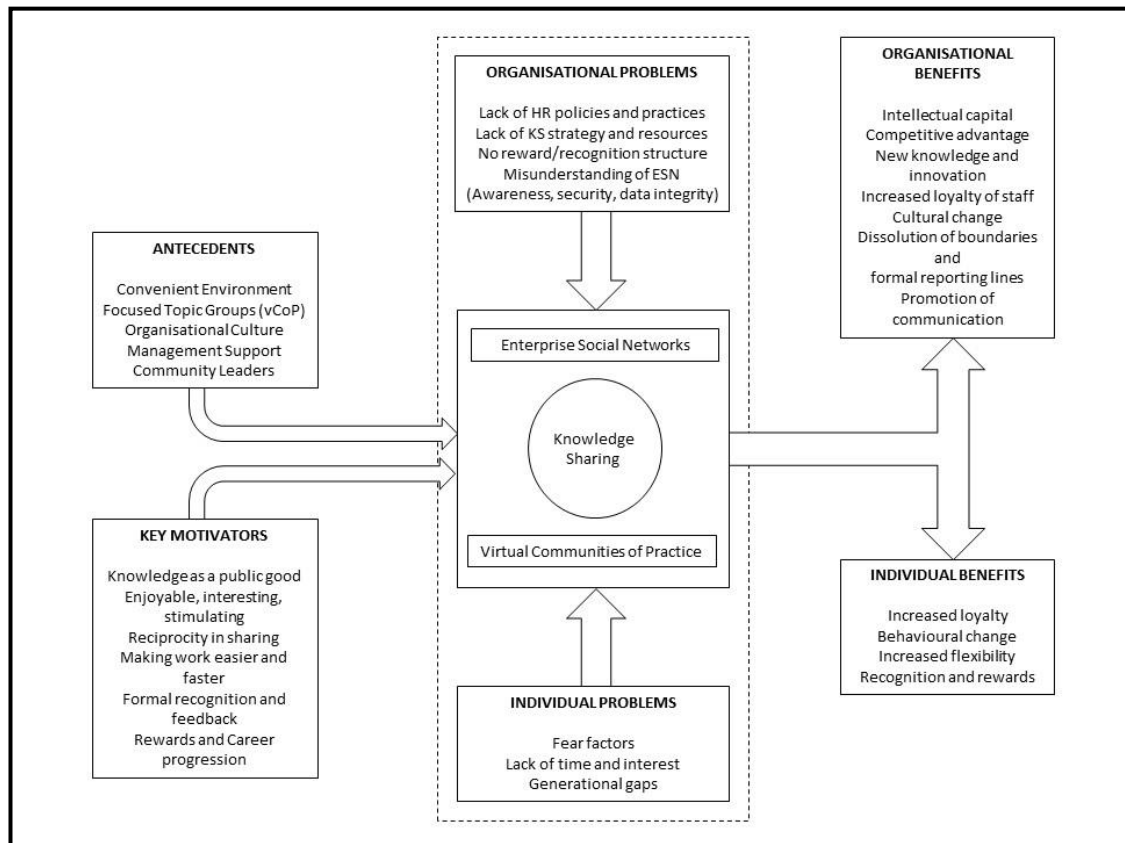 ORGANISATIONAL PROBLEMS
Lack of HR policies and practices
Lack of KS strategy and resources
No reward/recognition structure
Misunderstanding of ESN
(Awareness, security, data integrity)
ORGANISATIONAL
BENEFITS
Intellectual capital
Competitive advantage
New knowledge and
innovation
Increased loyalty of staff
Cultural change
Dissolution of boundaries
and
formal reporting lines
Promotion of
communication
ANTECEDENTS
Convenient Environment
Focused Topic Groups (vCoP)
Organisational Culture
Management Support
Community Leaders
Enterprise Social Networks
Knowledge
Sharing
Virtual Communities of Practice
KEY MOTIVATORS
Knowledge as a public good
Enjoyable, interesting,
stimulating
Reciprocity in sharing
Making work easier and
faster
Formal recognition and
feedback
Rewards and Career
progression
INDIVIDUAL BENEFITS
Increased loyalty
Behavioural change
Increased flexibility
Recognition and rewards
INDIVIDUAL PROBLEMS
Fear factors
Lack of time and interest
Generational gaps